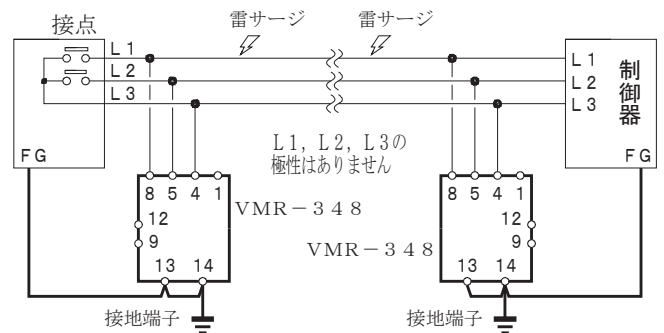 接点
雷サージ
雷サージ
L1
L2
L3
L1
L2
L3
制御器
FG
FG
L1, L2, L3の
極性はありません
8 5 4 1
12
9
13 14
VMR－348
8 5 4 1
12
9
13 14
VMR－348
接地端子
接地端子